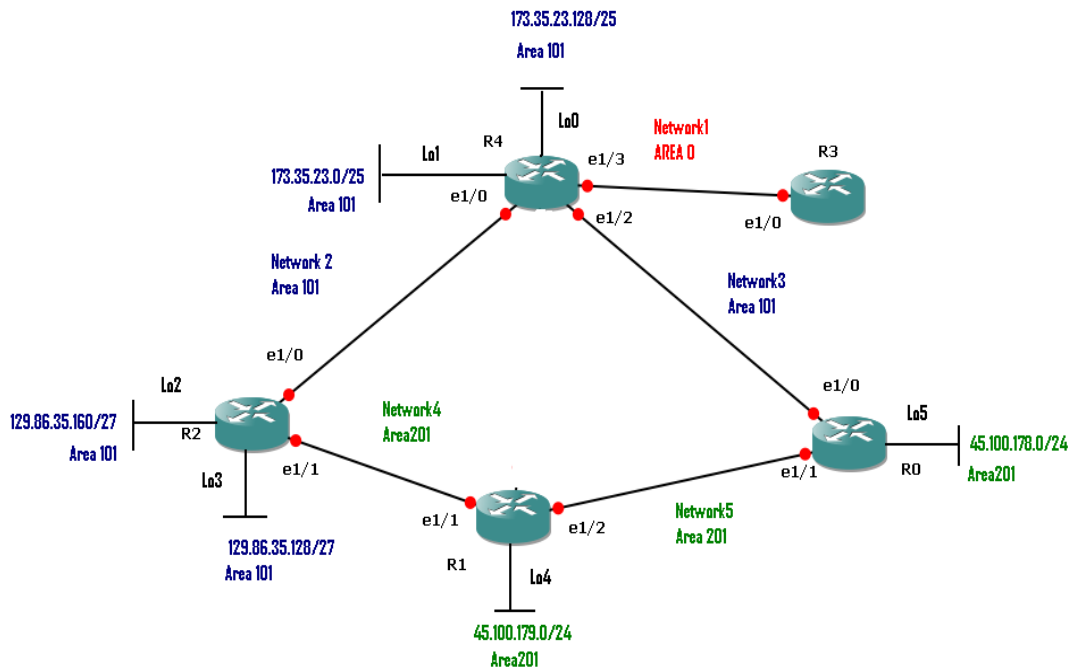 173.35.23.128/25
Area 101
Lo0
Network1
AREA 0
R4
Lo1
R3
e1/3
173.35.23.0/25
Area 101
e1/0
e1/2
e1/0
Network 2
Area 101
Network3
Area 101
e1/0
e1/0
Lo2
Network4
Area201
Lo5
129.86.35.160/27
R2
Area 101
45.100.178.0/24
e1/1
e1/1
R0
Area201
Lo3
Network5
Area 201
e1/1
e1/2
129.86.35.128/27
Area 101
R1
Lo4
45.100.179.0/24
Area201